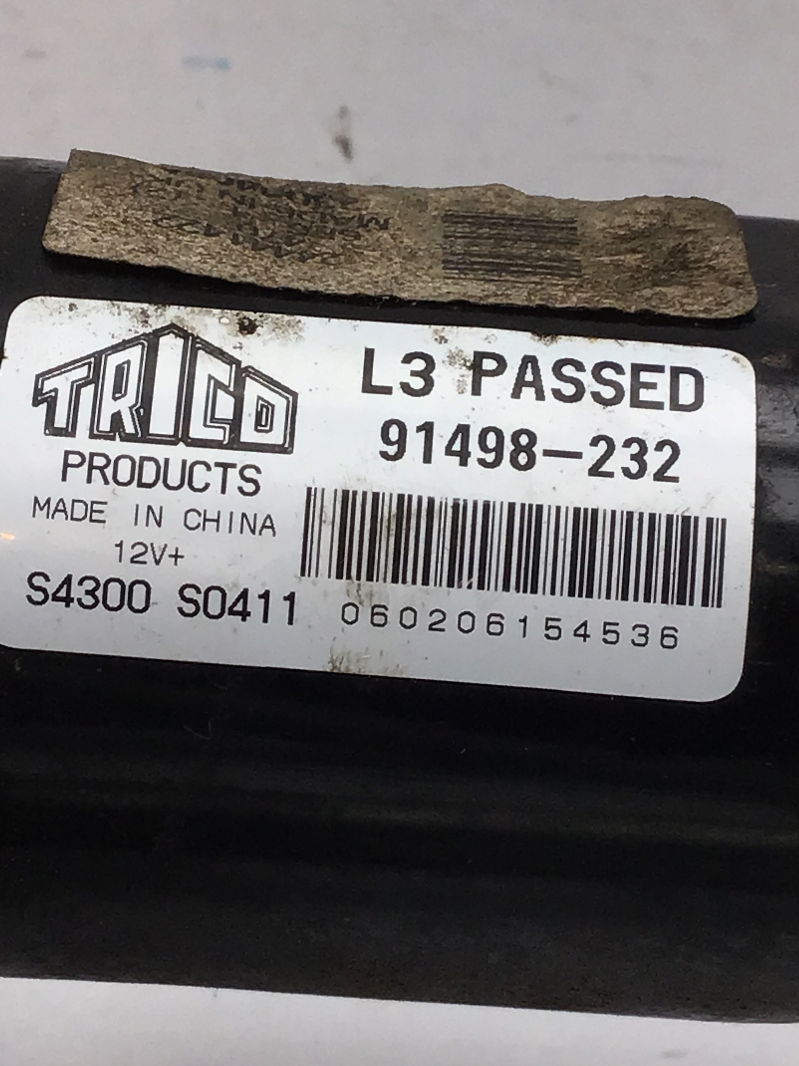 TRICO
PRODUCTS
MADE IN CHINA
12V+
S4300 S0411
L3 PASSED
91498-232
060206154536